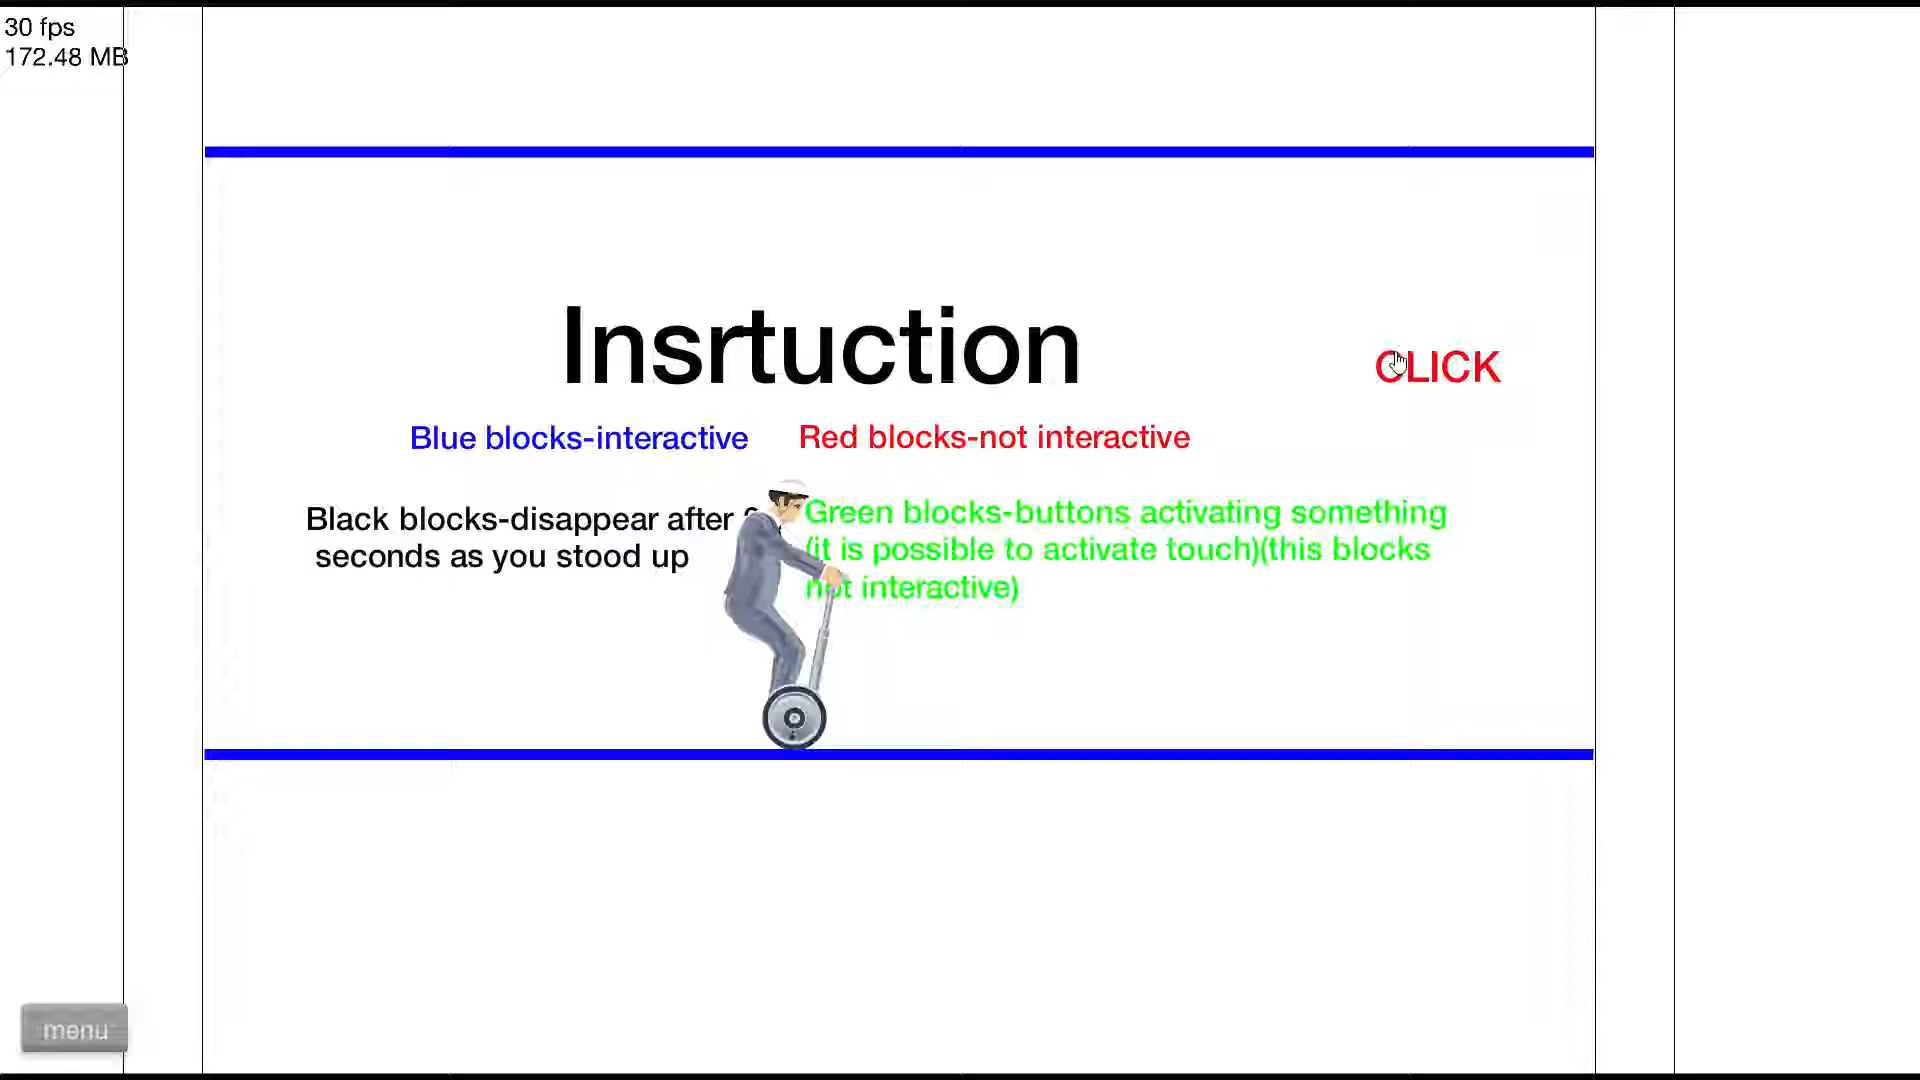 30 fps
172.48 MB
Insrtuction
CLICK
Blue blocks-interactive
Red blocks-not interactive
Black blocks-disappear after
seconds as you stood up
Green blocks-buttons activating something
(it is possible to activate touch)(this blocks
not interactive)
menu